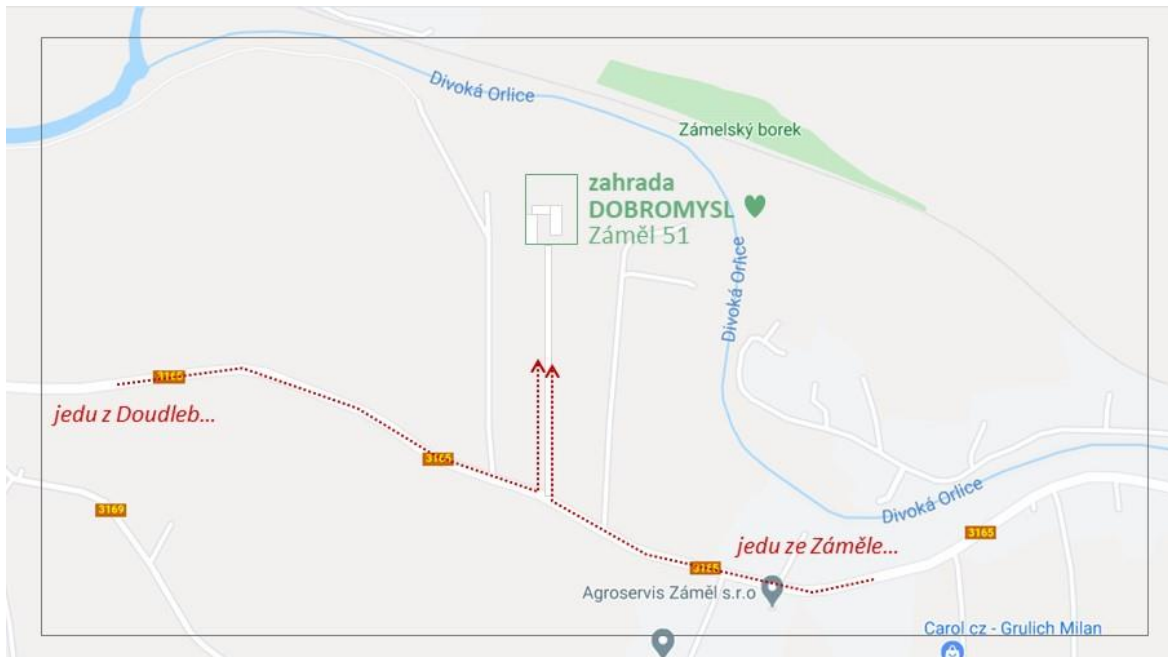 Divoká Orlice
Zámelský borek
zahrada
DOBROMYSL
Záměl 51
Divoká Orlice
3165
jedu z Doudleb...
3165
3169
Divoká Orlice
jedu ze Záměle...
3165
3165
Agroservis Záměl s.r.o
Carol cz - Grulich Milan